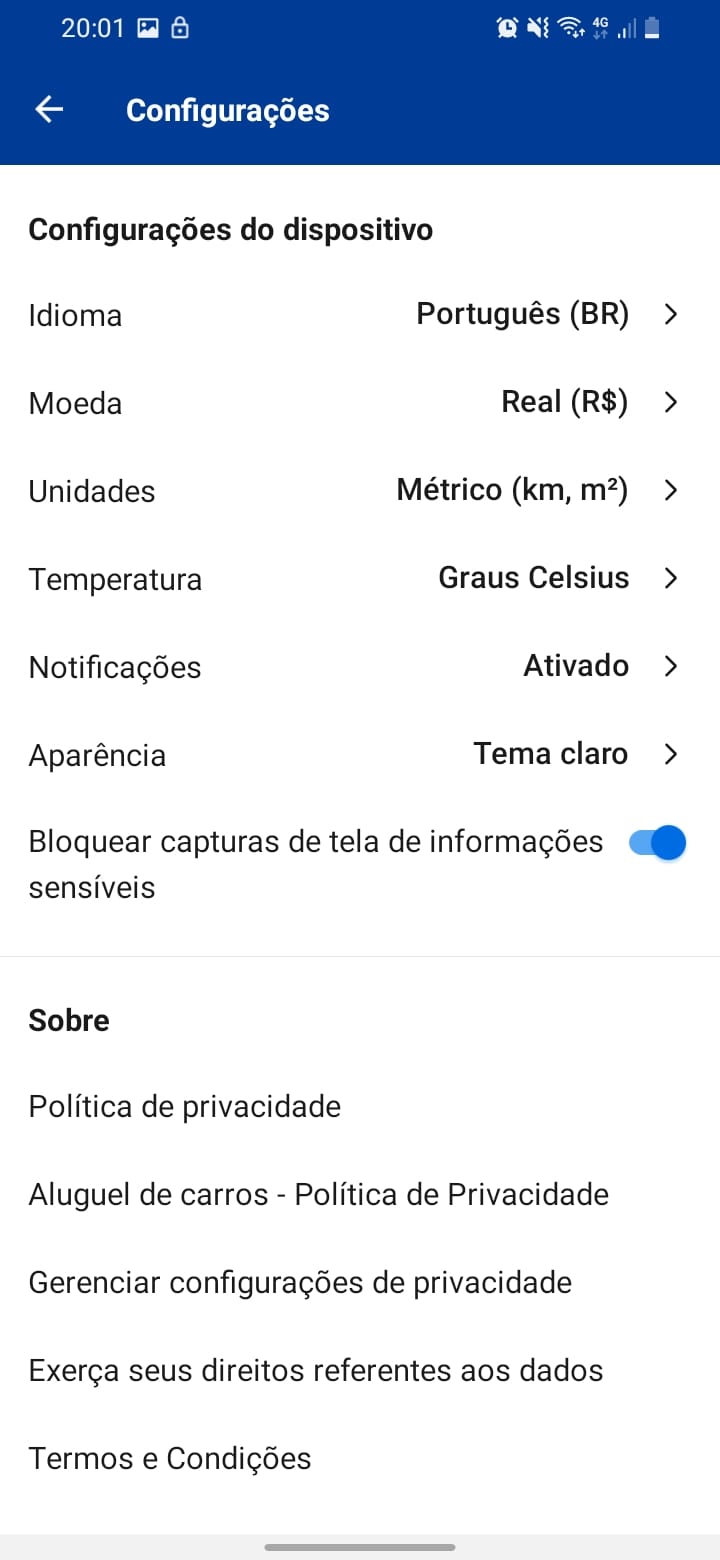 20:01
4G
Configurações
Configurações do dispositivo
Idioma Português (BR)
Moeda Real (R$)
Unidades Métrico (km, m²)
Temperatura Graus Celsius
Notificações Ativado
Aparência Tema claro
Bloquear capturas de tela de informações
sensíveis
Sobre
Política de privacidade
Aluguel de carros - Política de Privacidade
Gerenciar configurações de privacidade
Exerça seus direitos referentes aos dados
Termos e Condições